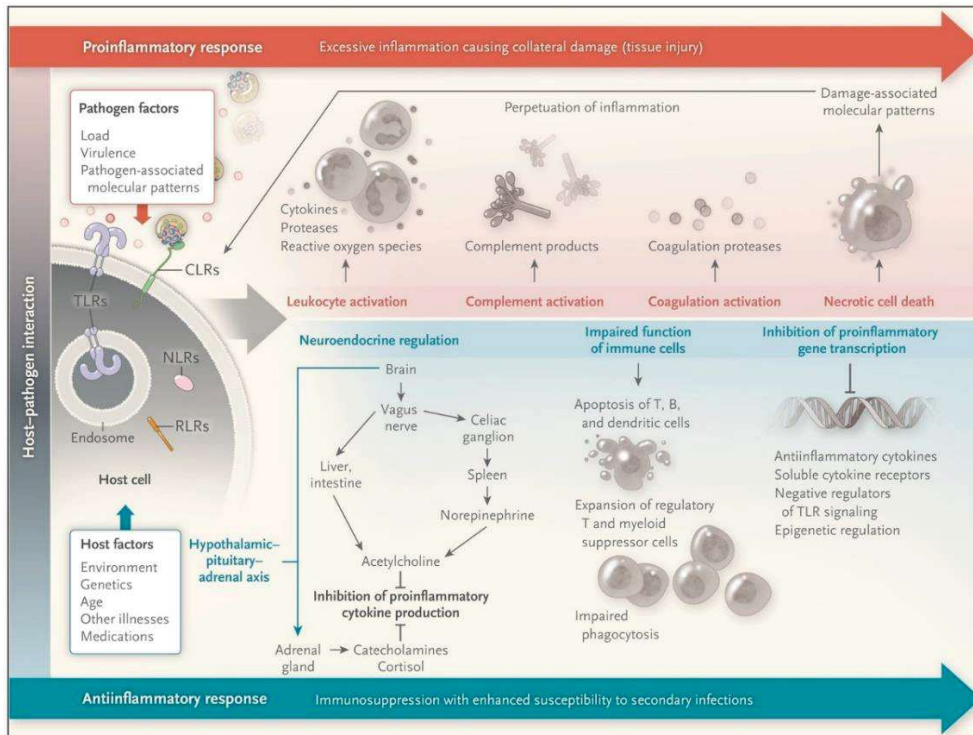 Proinflammatory response
Excessive inflammation causing collateral damage (tissue injury)
Host–pathogen interaction
Pathogen factors
Load
Virulence
Pathogen-associated
molecular patterns
TLRs
CLRs
NLRs
RLRs
Endosome
Host cell
Host factors
Environment
Genetics
Age
Other illnesses
Medications
Perpetuation of inflammation
Damage-associated
molecular patterns
Cytokines
Proteases
Reactive oxygen species
Complement products
Coagulation proteases
Leukocyte activation
Complement activation
Coagulation activation
Necrotic cell death
Neuroendocrine regulation
Brain
Vagus
nerve
Celiac
ganglion
Liver,
intestine
Spleen
Norepinephrine
Acetylcholine
Hypothalamic–
pituitary–
adrenal axis
Inhibition of proinflammatory
cytokine production
Adrenal
gland
Catecholamines
Cortisol
Impaired function
of immune cells
Apoptosis of T, B,
and dendritic cells
Expansion of regulatory
T and myeloid
suppressor cells
Impaired
phagocytosis
Inhibition of proinflammatory
gene transcription
Antiinflammatory cytokines
Soluble cytokine receptors
Negative regulators
of TLR signaling
Epigenetic regulation
Antiinflammatory response
Immunosuppression with enhanced susceptibility to secondary infections